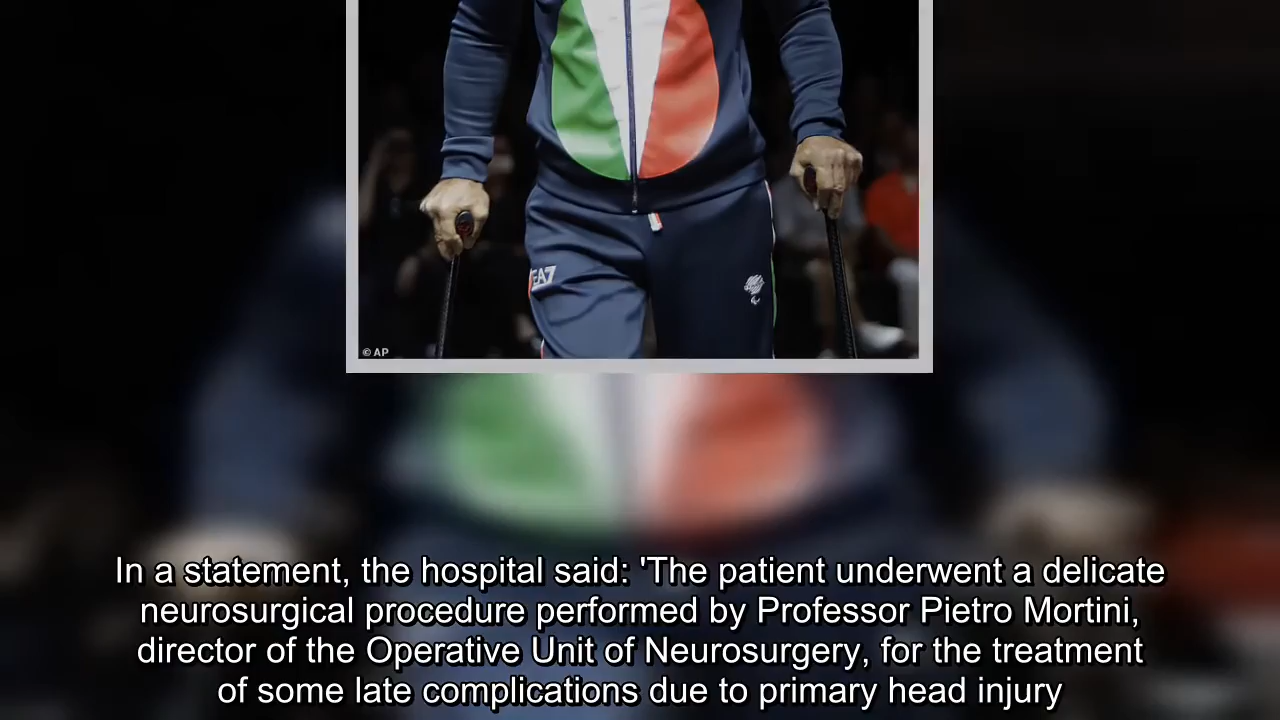 EA7
© AP
In a statement, the hospital said: 'The patient underwent a delicate
neurosurgical procedure performed by Professor Pietro Mortini,
director of the Operative Unit of Neurosurgery, for the treatment
of some late complications due to primary head injury